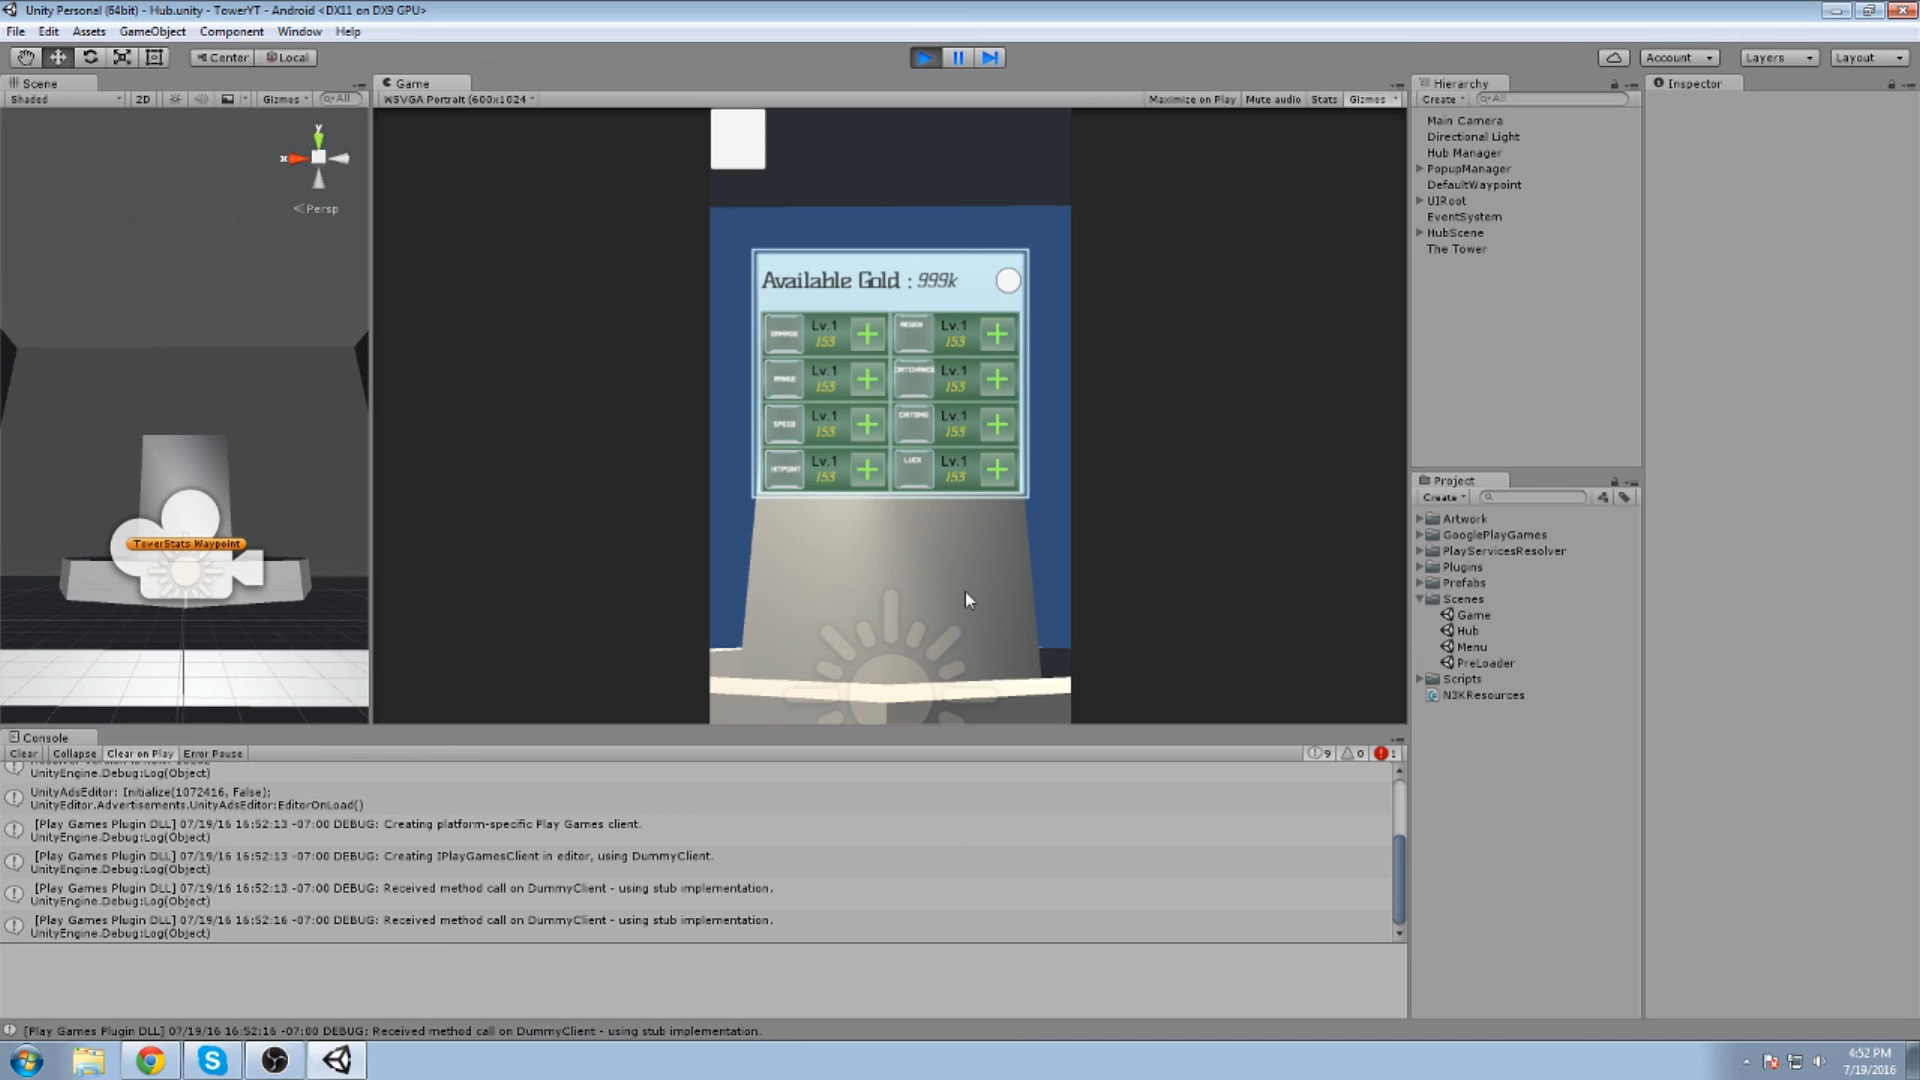 Unity Personal (64bit) - Hub.unity - TowerYT - Android <DX11 on DX9 GPU>
File Edit Assets GameObject Component Window Help
Center Local
Account Layers Layout
Scene
Shaded 2D Gizmos All
y
x
Persp
TowerStats Waypoint
Game
WSVGA Portrait (600x1024
Maximize on Play Mute audio Stats Gizmos
Available Gold : 999k
DAMAGE Lv.1 153 REGEN Lv.1 153
RANGE Lv.1 153 CRITCHANCE Lv.1 153
SPEED Lv.1 153 CRITDMG Lv.1 153
HITPOINT Lv.1 153 LUCK Lv.1 153
Hierarchy
Create All
Main Camera
Directional Light
Hub Manager
PopupManager
DefaultWaypoint
UIRoot
EventSystem
HubScene
The Tower
Inspector
Project
Create
Artwork
GooglePlayGames
PlayServicesResolver
Plugins
Prefabs
Scenes
Game
Hub
Menu
PreLoader
Scripts
N3KResources
Console
Clear Collapse Clear on Play Error Pause 9 0 1
UnityEngine.Debug:Log(Object)
UnityAdsEditor: Initialize(1072416, False);
UnityEditor.Advertisements.UnityAdsEditor:EditorOnLoad()
[Play Games Plugin DLL] 07/19/16 16:52:13 -07:00 DEBUG: Creating platform-specific Play Games client.
UnityEngine.Debug:Log(Object)
[Play Games Plugin DLL] 07/19/16 16:52:13 -07:00 DEBUG: Creating IPlayGamesClient in editor, using DummyClient.
UnityEngine.Debug:Log(Object)
[Play Games Plugin DLL] 07/19/16 16:52:13 -07:00 DEBUG: Received method call on DummyClient - using stub implementation.
UnityEngine.Debug:Log(Object)
[Play Games Plugin DLL] 07/19/16 16:52:16 -07:00 DEBUG: Received method call on DummyClient - using stub implementation.
UnityEngine.Debug:Log(Object)
[Play Games Plugin DLL] 07/19/16 16:52:16 -07:00 DEBUG: Received method call on DummyClient - using stub implementation.
4:52 PM
7/19/2016